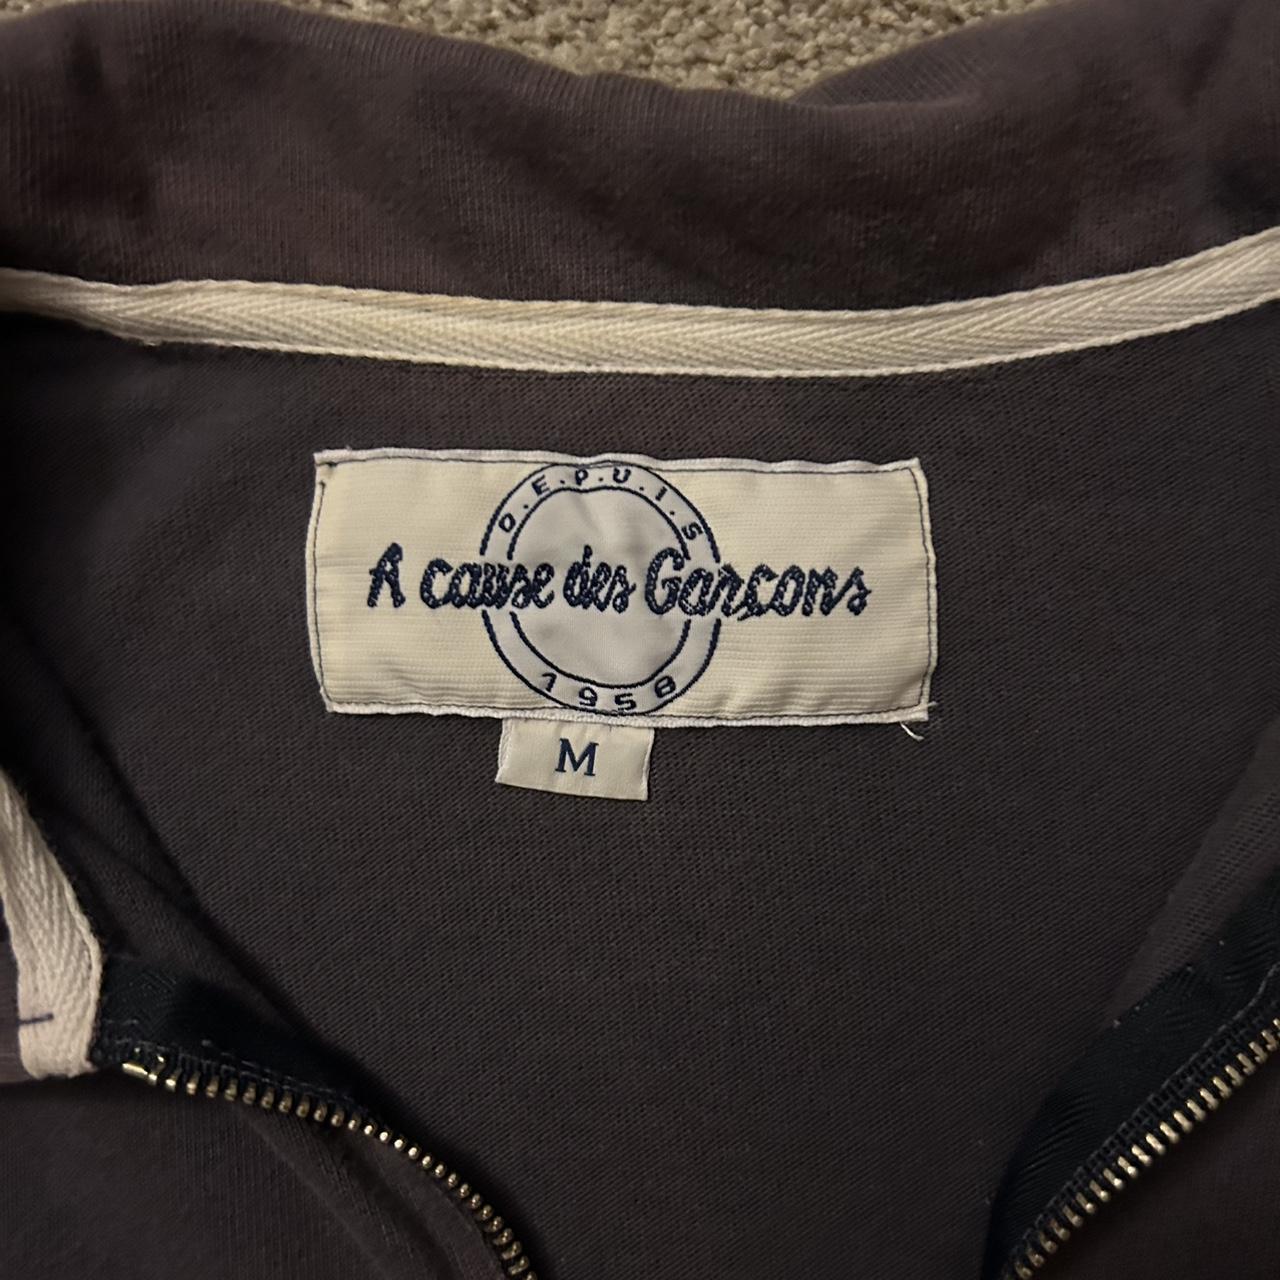 D.E.P.U.I.S
A cause des Garçons
1958
M